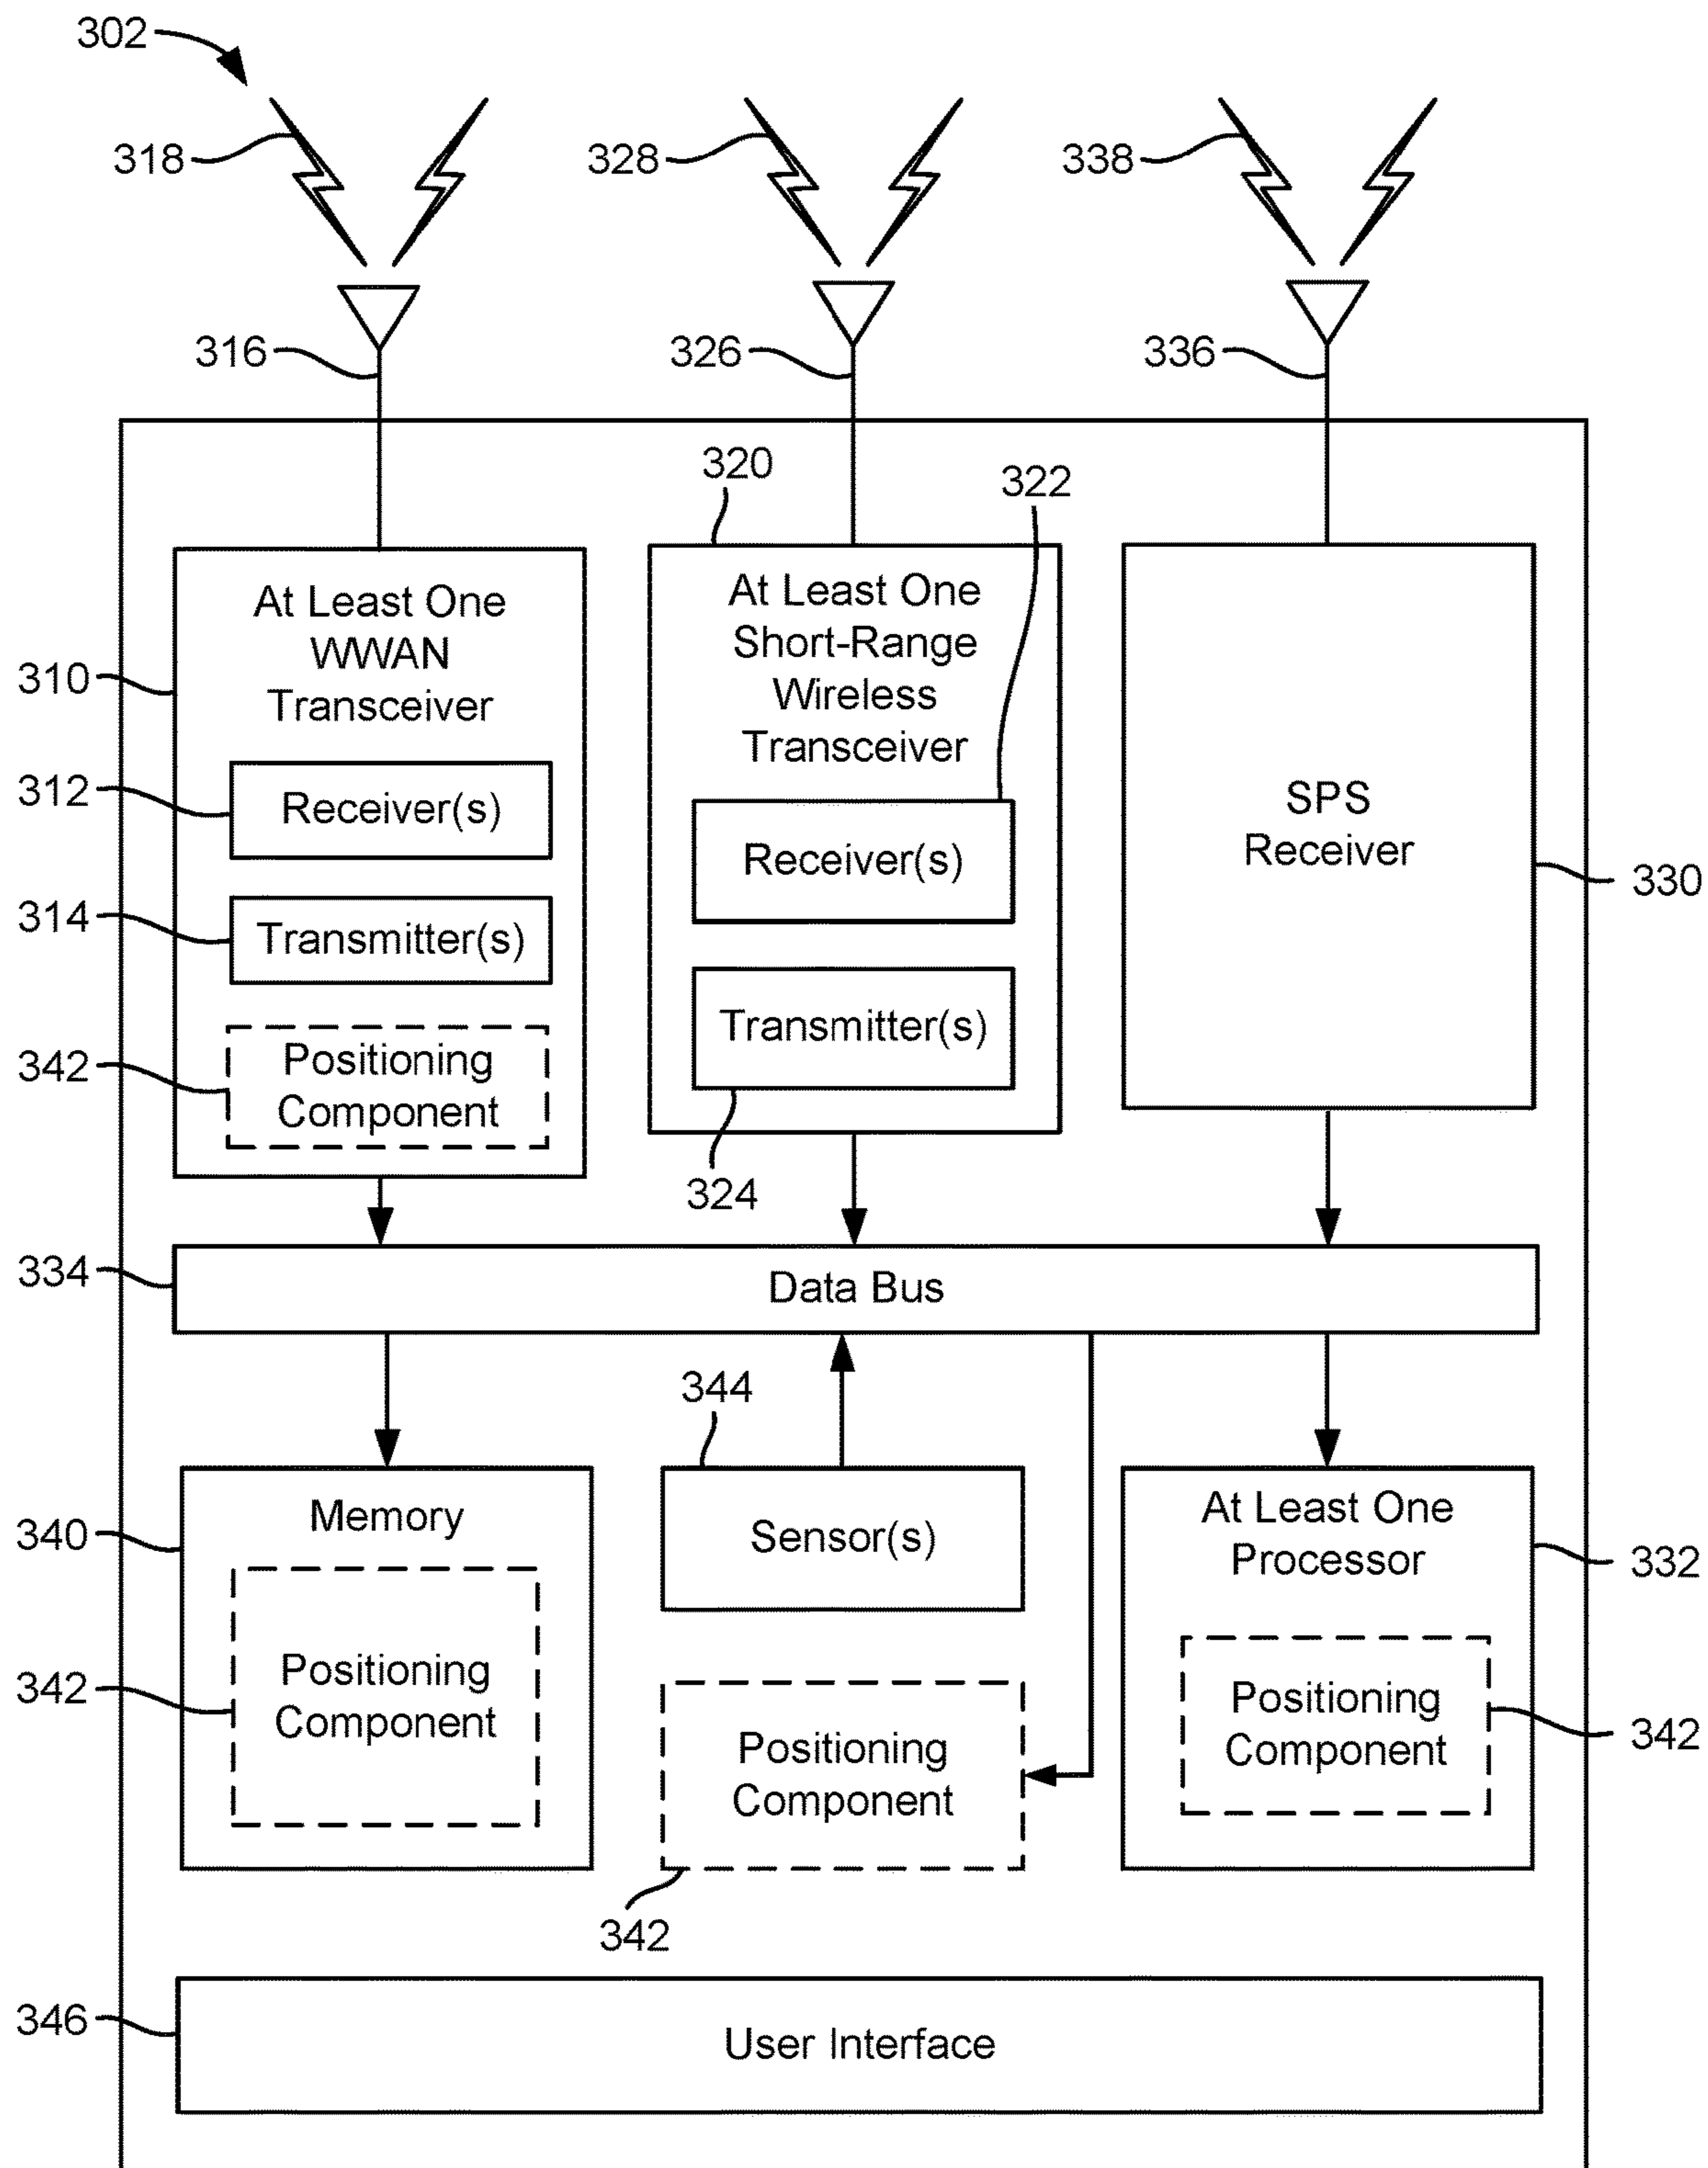 302
318
328
338
316
326
336
320
322
At Least One
WWAN
Transceiver
310
At Least One
Short-Range
Wireless
Transceiver
312
Receiver(s)
Receiver(s)
SPS
Receiver
330
314
Transmitter(s)
Transmitter(s)
342
Positioning
Component
324
334
Data Bus
344
Memory
340
Sensor(s)
At Least One
Processor
332
342
Positioning
Component
Positioning
Component
342
Positioning
Component
342
346
User Interface